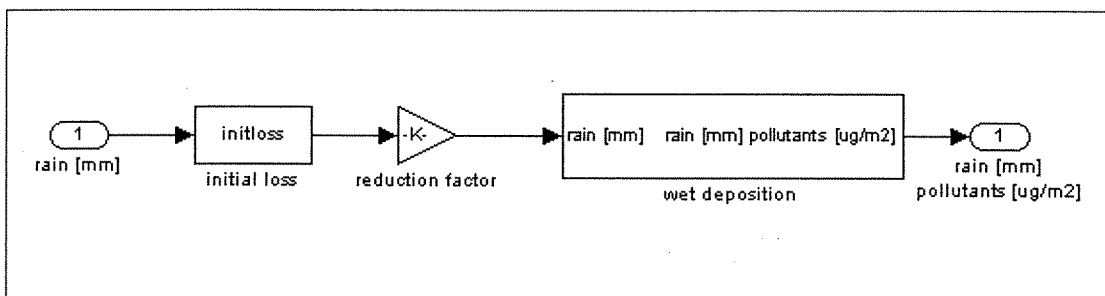 1
rain [mm]
initloss
initial loss
-K-
reduction factor
rain [mm]
rain [mm] pollutants [ug/m2]
wet deposition
1
rain [mm]
pollutants [ug/m2]